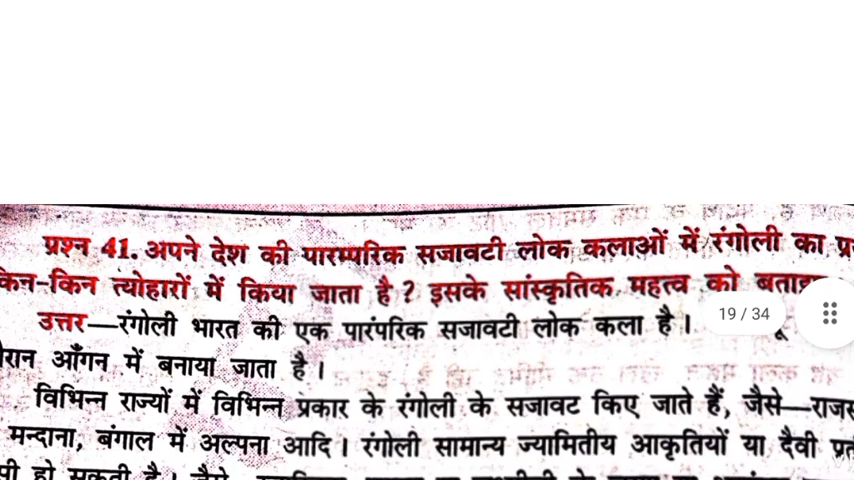 प्रश्न 41. अपने देश की पारम्परिक सजावटी लोक कलाओं में रंगोली का
किन-किन त्योहारों में किया जाता है ? इसके सांस्कृतिक महत्व को
19 / 34
उत्तर—रंगोली भारत की एक पारंपरिक सजावटी लोक कला है ।
आँगन में बनाया जाता है ।
विभिन्न राज्यों में विभिन्न प्रकार के रंगोली के सजावट किए जाते हैं, जैसे—
मन्दाना, बंगाल में अल्पना आदि । रंगोली सामान्य ज्यामितीय आकृतियों या दैवी
हो सकती है ।